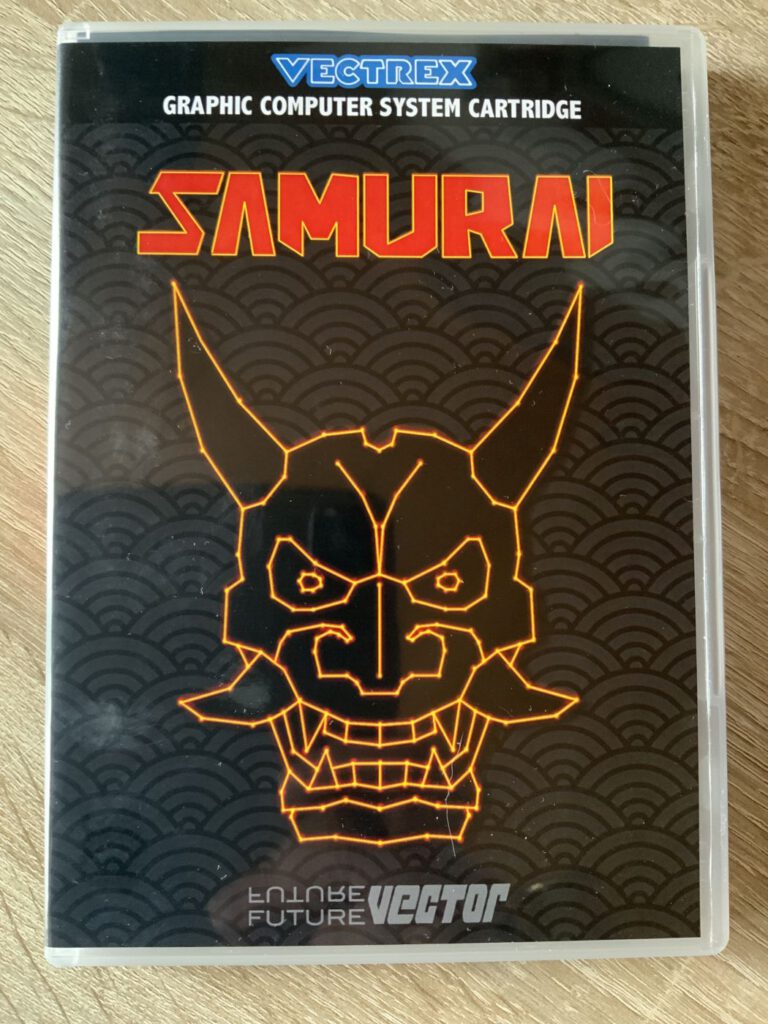 VECTREX
GRAPHIC COMPUTER SYSTEM CARTRIDGE
SAMURAI
FUTURE
FUTURE VECTOR